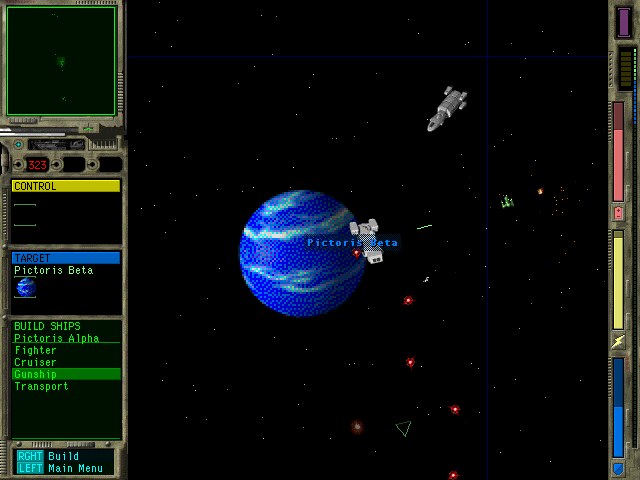 323
CONTROL
TARGET
Pictoris Beta
BUILD SHIPS
Pictoris Alpha
Fighter
Cruiser
Gunship
Transport
RGHT Build
LEFT Main Menu
Pictoris Beta